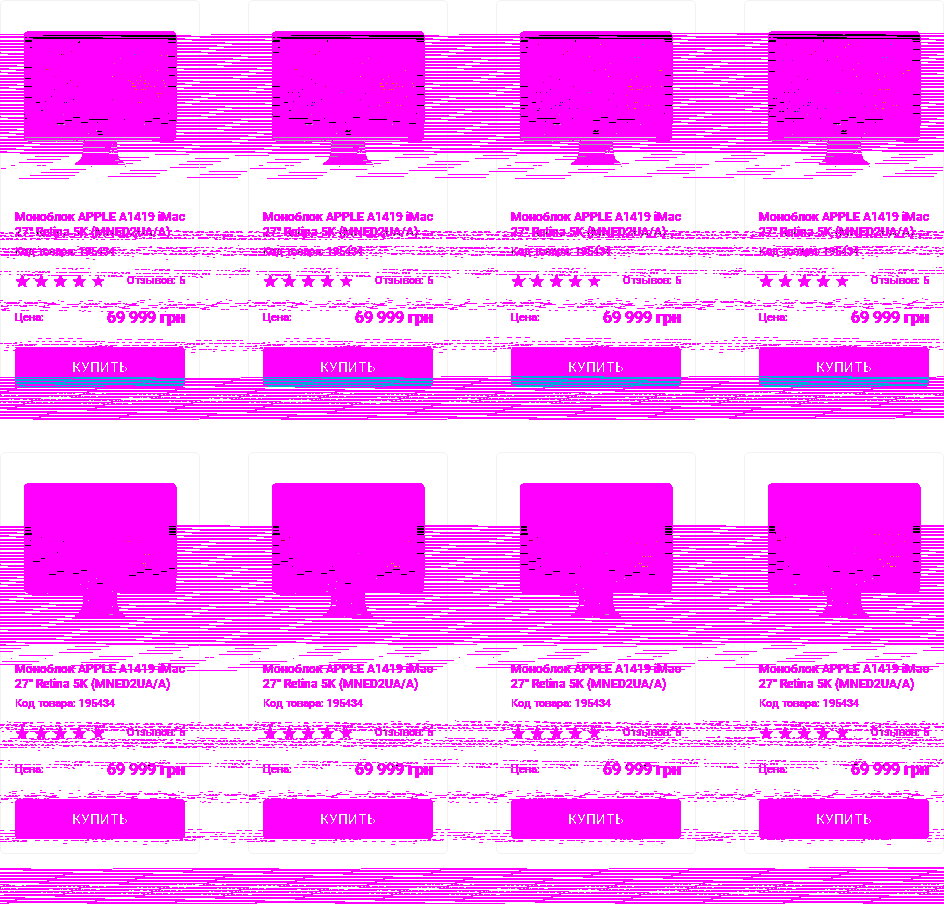 Моноблок APPLE A1419 iMac Моноблок APPLE A1419 iMac Моноблок APPLE A1419 iMac Моноблок APPLE A1419 iMac
27" Retina 5K (MNED2UA/A) 27" Retina 5K (MNED2UA/A) 27" Retina 5K (MNED2UA/A) 27" Retina 5K (MNED2UA/A)
Код товара: 195434 Код товара: 195434 Код товара: 195434 Код товара: 195434
Отзывов: 5 Отзывов: 5 Отзывов: 5 Отзывов: 5
Цена: 69 999 грн Цена: 69 999 грн Цена: 69 999 грн Цена: 69 999 грн
КУПИТЬ КУПИТЬ КУПИТЬ КУПИТЬ
Моноблок APPLE A1419 iMac Моноблок APPLE A1419 iMac Моноблок APPLE A1419 iMac Моноблок APPLE A1419 iMac
27" Retina 5K (MNED2UA/A) 27" Retina 5K (MNED2UA/A) 27" Retina 5K (MNED2UA/A) 27" Retina 5K (MNED2UA/A)
Код товара: 195434 Код товара: 195434 Код товара: 195434 Код товара: 195434
Отзывов: 5 Отзывов: 5 Отзывов: 5 Отзывов: 5
Цена: 69 999 грн Цена: 69 999 грн Цена: 69 999 грн Цена: 69 999 грн
КУПИТЬ КУПИТЬ КУПИТЬ КУПИТЬ